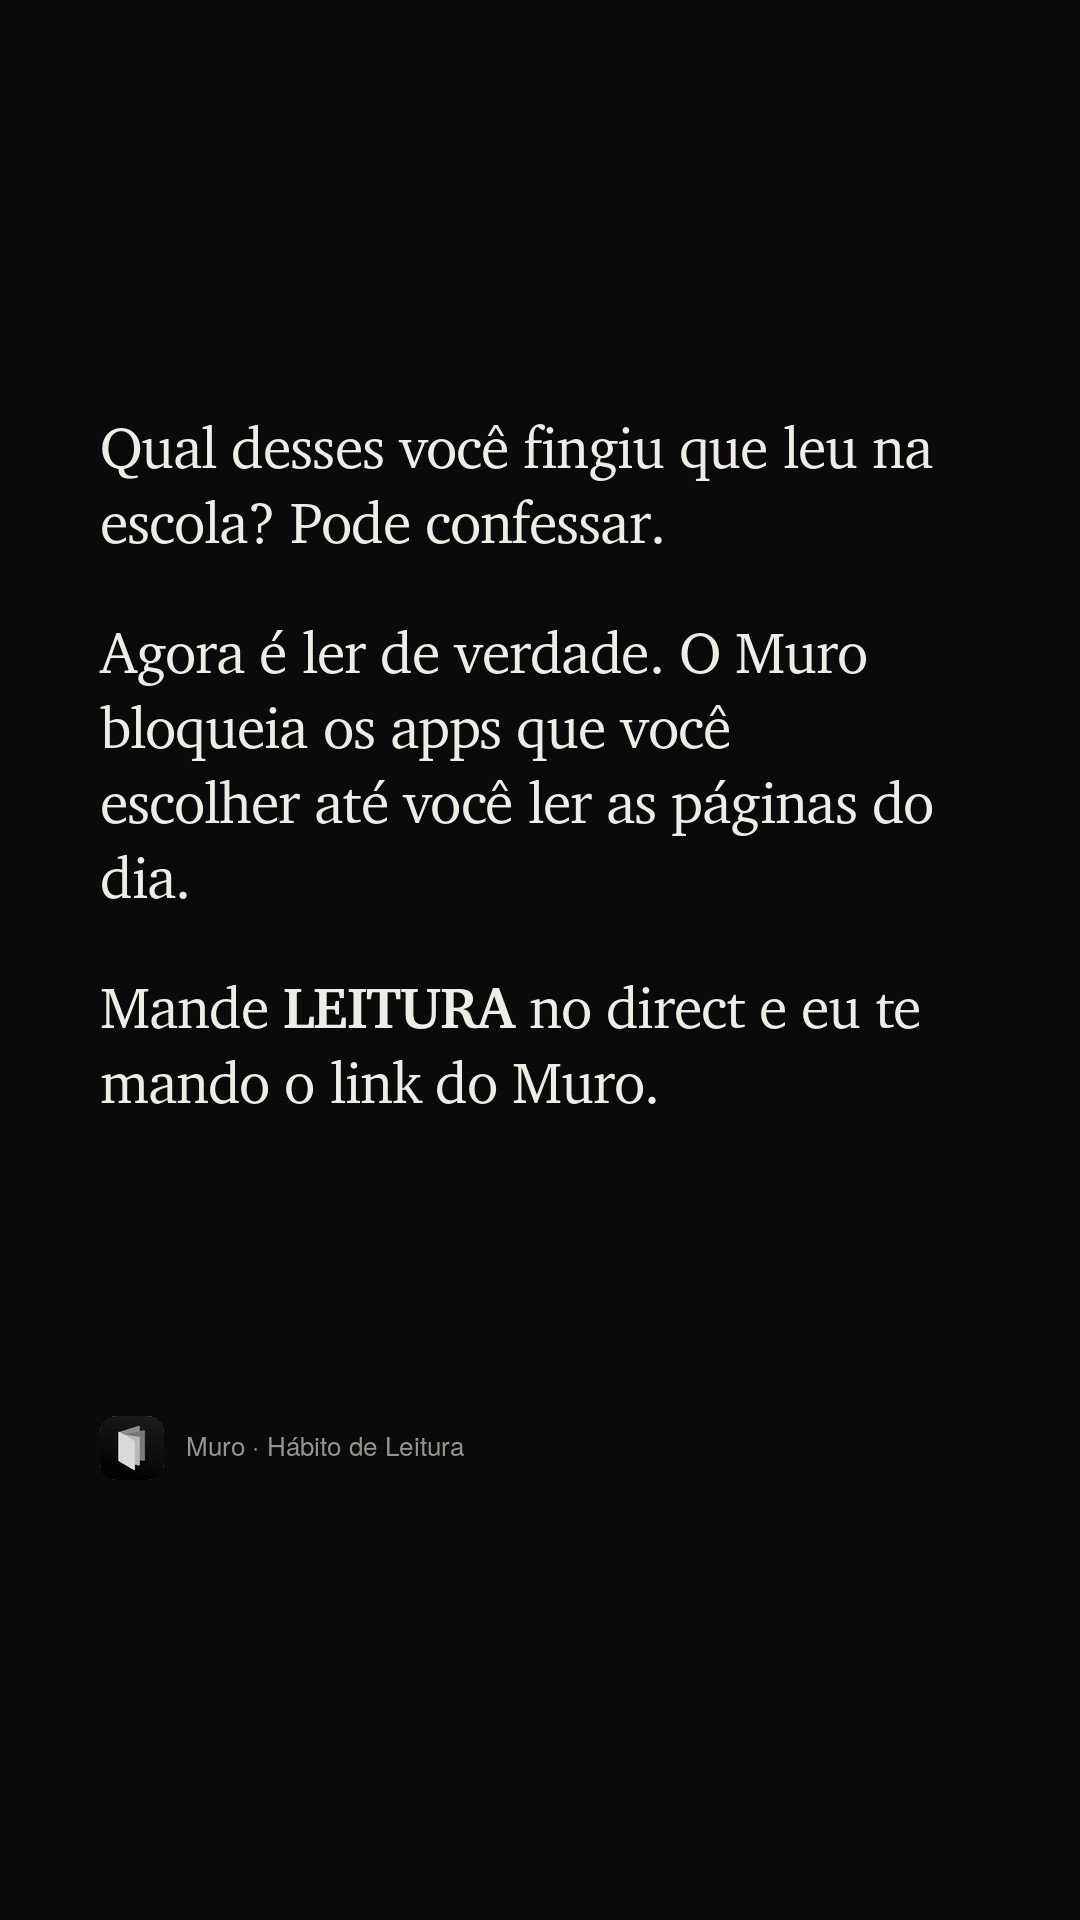 Qual desses você fingiu que leu na
escola? Pode confessar.
Agora é ler de verdade. O Muro
bloqueia os apps que você
escolher até você ler as páginas do
dia.
Mande LEITURA no direct e eu te
mando o link do Muro.
Muro · Hábito de Leitura